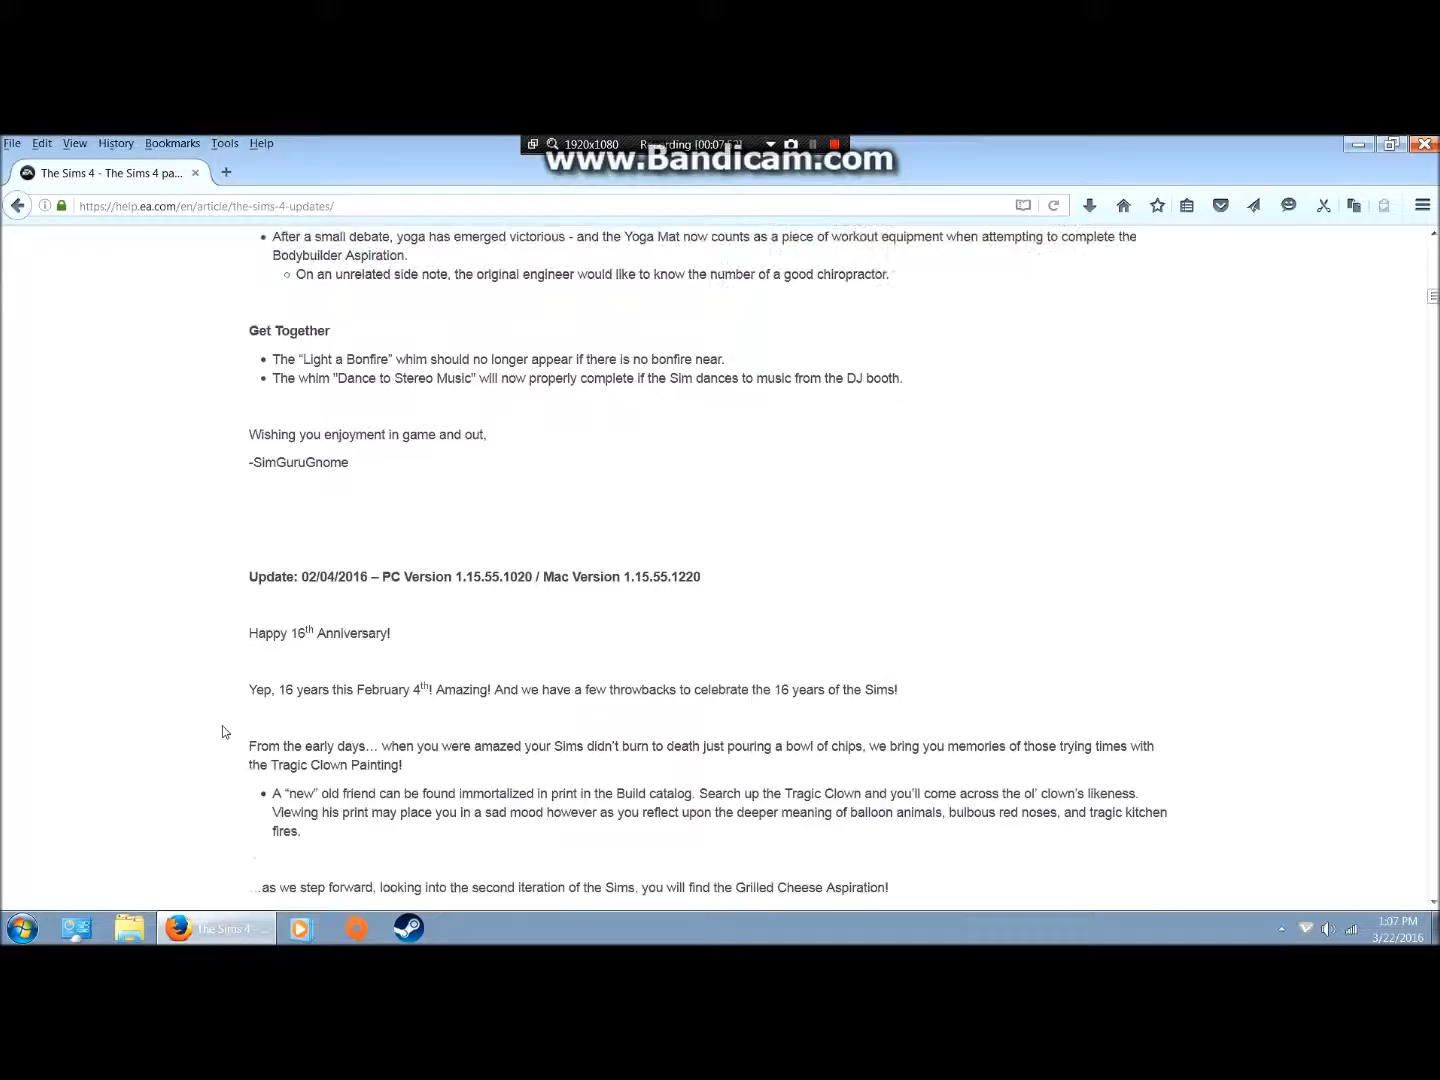 File Edit View History Bookmarks Tools Help
1920x1080 Recording
www.Bandicam.com
The Sims 4 - The Sims 4 pa...
https://help.ea.com/en/article/the-sims-4-updates/
• After a small debate, yoga has emerged victorious - and the Yoga Mat now counts as a piece of workout equipment when attempting to complete the
Bodybuilder Aspiration.
○ On an unrelated side note, the original engineer would like to know the number of a good chiropractor.
Get Together
• The “Light a Bonfire” whim should no longer appear if there is no bonfire near.
• The whim "Dance to Stereo Music" will now properly complete if the Sim dances to music from the DJ booth.
Wishing you enjoyment in game and out,
-SimGuruGnome
Update: 02/04/2016 – PC Version 1.15.55.1020 / Mac Version 1.15.55.1220
Happy 16th Anniversary!
Yep, 16 years this February 4th! Amazing! And we have a few throwbacks to celebrate the 16 years of the Sims!
From the early days… when you were amazed your Sims didn’t burn to death just pouring a bowl of chips, we bring you memories of those trying times with
the Tragic Clown Painting!
• A “new” old friend can be found immortalized in print in the Build catalog. Search up the Tragic Clown and you’ll come across the ol’ clown’s likeness.
Viewing his print may place you in a sad mood however as you reflect upon the deeper meaning of balloon animals, bulbous red noses, and tragic kitchen
fires.
…as we step forward, looking into the second iteration of the Sims, you will find the Grilled Cheese Aspiration!
The Sims 4 - ...
1:07 PM
3/22/2016